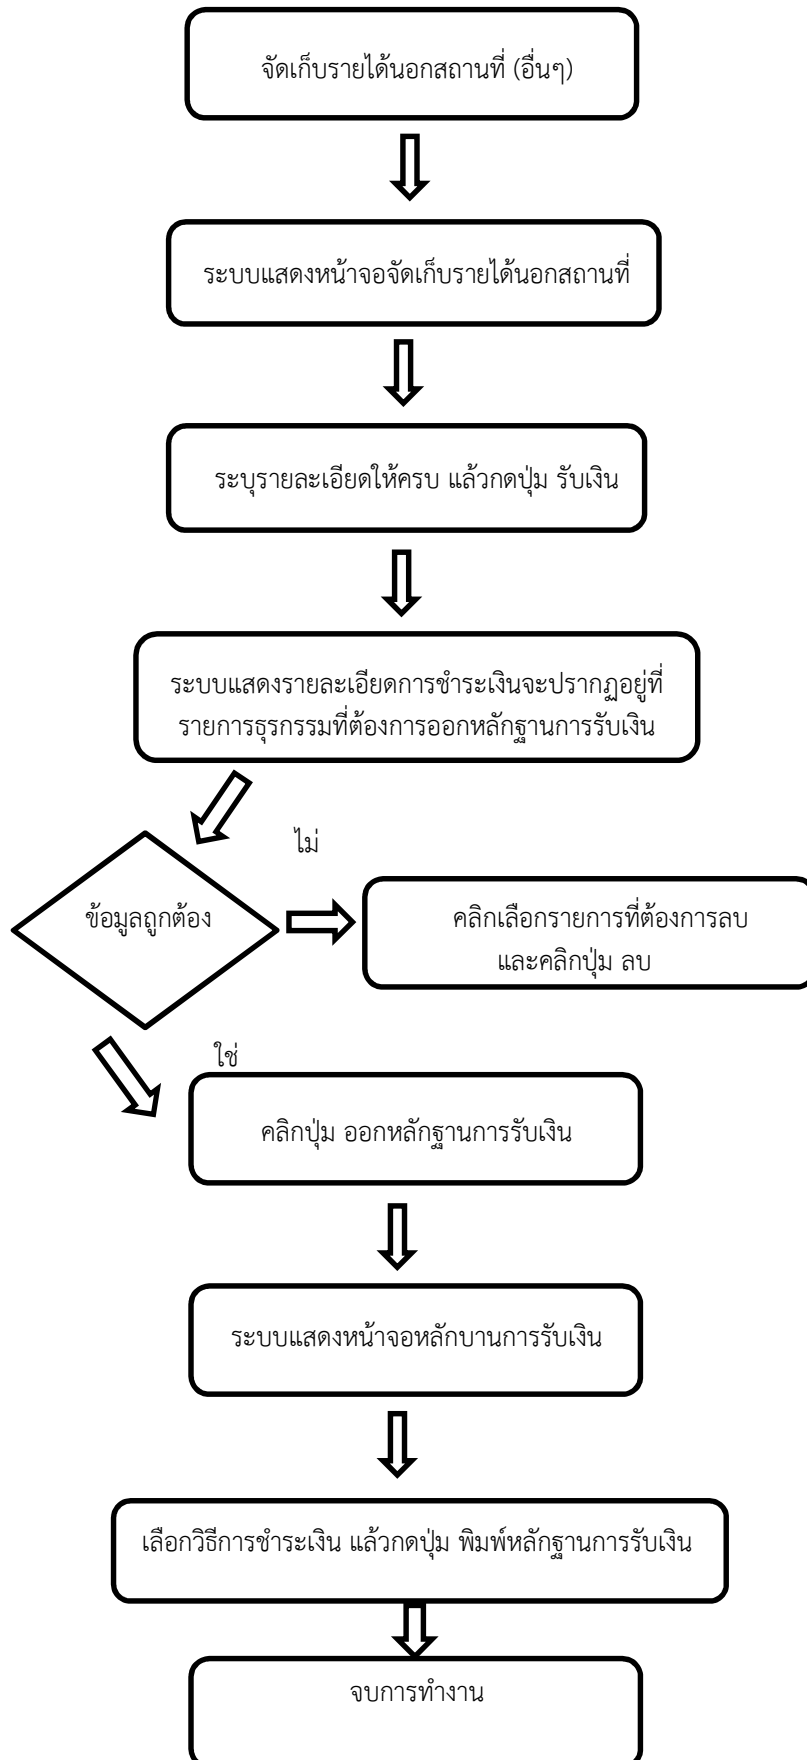 จัดเก็บรายได้นอกสถานที่ (อื่นๆ)
ระบบแสดงหน้าจอจัดเก็บรายได้นอกสถานที่
ระบุรายละเอียดให้ครบ แล้วกดปุ่ม รับเงิน
ระบบแสดงรายละเอียดการชำระเงินจะปรากฏอยู่ที่
รายการธุรกรรมที่ต้องการออกหลักฐานการรับเงิน
ไม่
ข้อมูลถูกต้อง
คลิกเลือกรายการที่ต้องการลบ
และคลิกปุ่ม ลบ
ใช่
คลิกปุ่ม ออกหลักฐานการรับเงิน
ระบบแสดงหน้าจอหลักบานการรับเงิน
เลือกวิธีการชำระเงิน แล้วกดปุ่ม พิมพ์หลักฐานการรับเงิน
จบการทำงาน